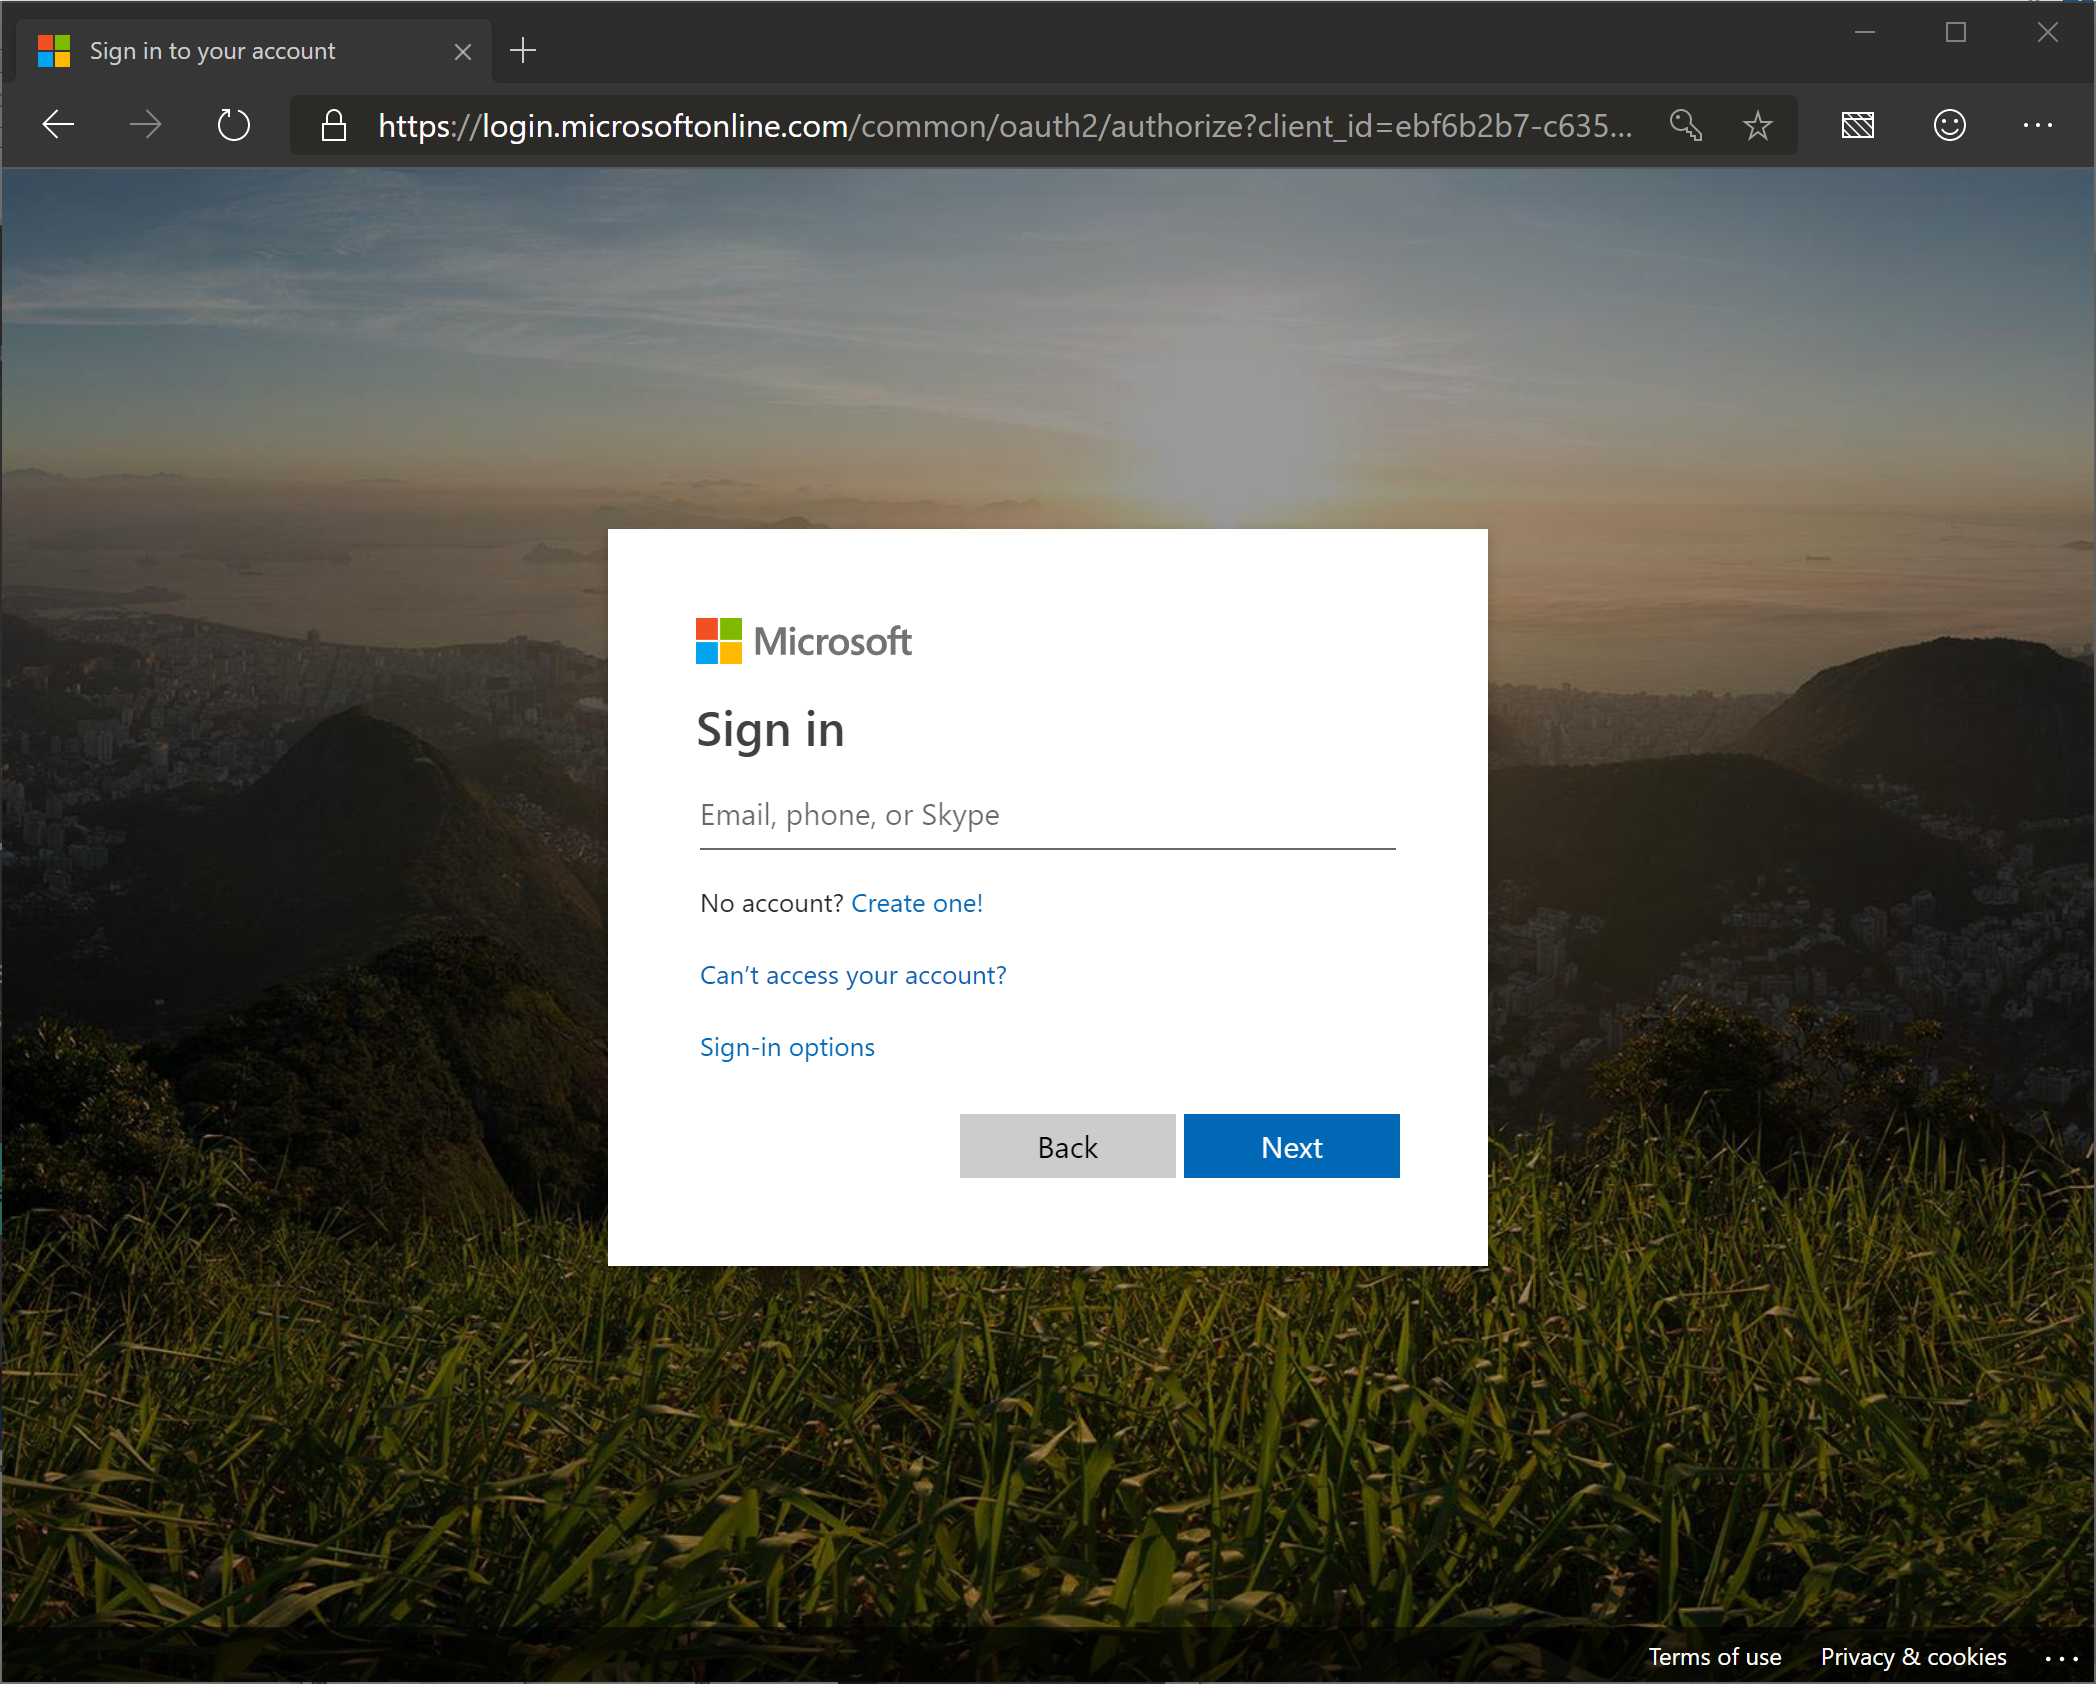 Sign in to your account
https://login.microsoftonline.com/common/oauth2/authorize?client_id=ebf6b2b7-c635...
Microsoft
Sign in
Email, phone, or Skype
No account? Create one!
Can’t access your account?
Sign-in options
Back Next
Terms of use Privacy & cookies ...